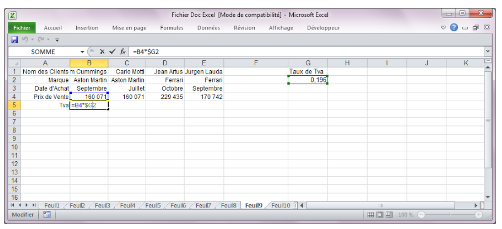 Fichier Doc Excel [Mode de compatibilité] - Microsoft Excel
Fichier Accueil Insertion Mise en page Formules Données Révision Affichage Développeur
SOMME =B4*$G2
A B C D E F G H I J
1 Nom des Clients m Cummings Carlo Motti Jean Artus Jurgen Lauda Taux de Tva
2 Marque Aston Martin Aston Martin Ferrari Ferrari 0,196
3 Date d'Achat Septembre Juillet Octobre Septembre
4 Prix de Vente 160 071 160 071 229 435 170 742
5 Tva =B4*$G2
6
7
8
9
10
11
12
13
14
15
16
Feuil1 Feuil2 Feuil3 Feuil4 Feuil5 Feuil6 Feuil7 Feuil8 Feuil9 Feuil10
Modifier 100 %